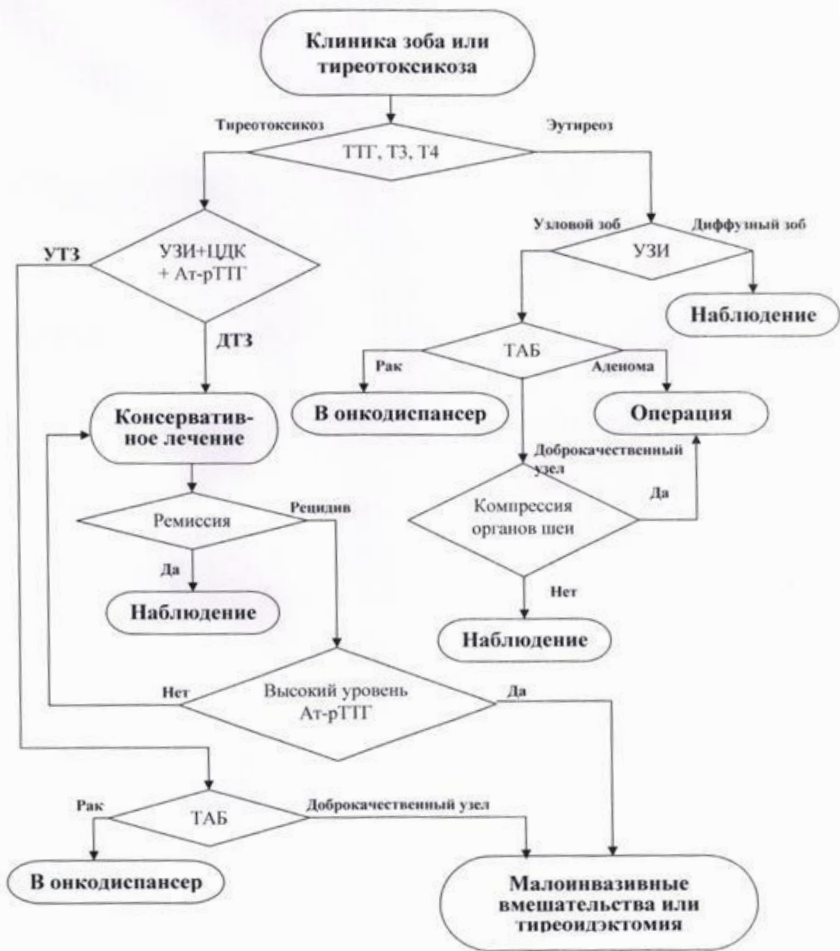 Клиника зоба или
тиреотоксикоза
Тиреотоксикоз
Эутиреоз
ТТГ, Т3, Т4
Узловой зоб
Диффузный зоб
УТЗ
УЗИ+ЦДК
+ Ат-рТТГ
УЗИ
Наблюдение
ДТЗ
ТАБ
Рак
Аденома
Консерватив-
ное лечение
В онкодиспансер
Операция
Доброкачественный
узел
Компрессия
органов шеи
Да
Ремиссия
Рецидив
Да
Нет
Наблюдение
Наблюдение
Нет
Высокий уровень
Ат-рТТГ
Да
Рак
ТАБ
Доброкачественный узел
В онкодиспансер
Малоинвазивные
вмешательства или
тиреоидэктомия